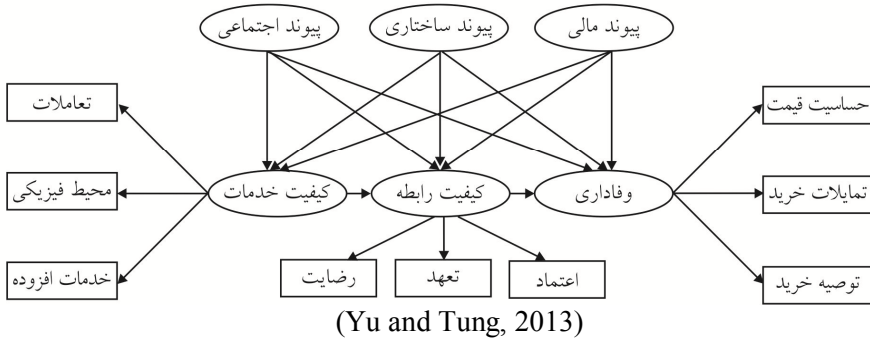 پیوند مالی
پیوند ساختاری
پیوند اجتماعی
حساسیت قیمت
تعاملات
تمایلات خرید
وفاداری
کیفیت رابطه
کیفیت خدمات
محیط فیزیکی
توصیه خرید
اعتماد
تعهد
رضایت
خدمات افزوده
(Yu and Tung, 2013)